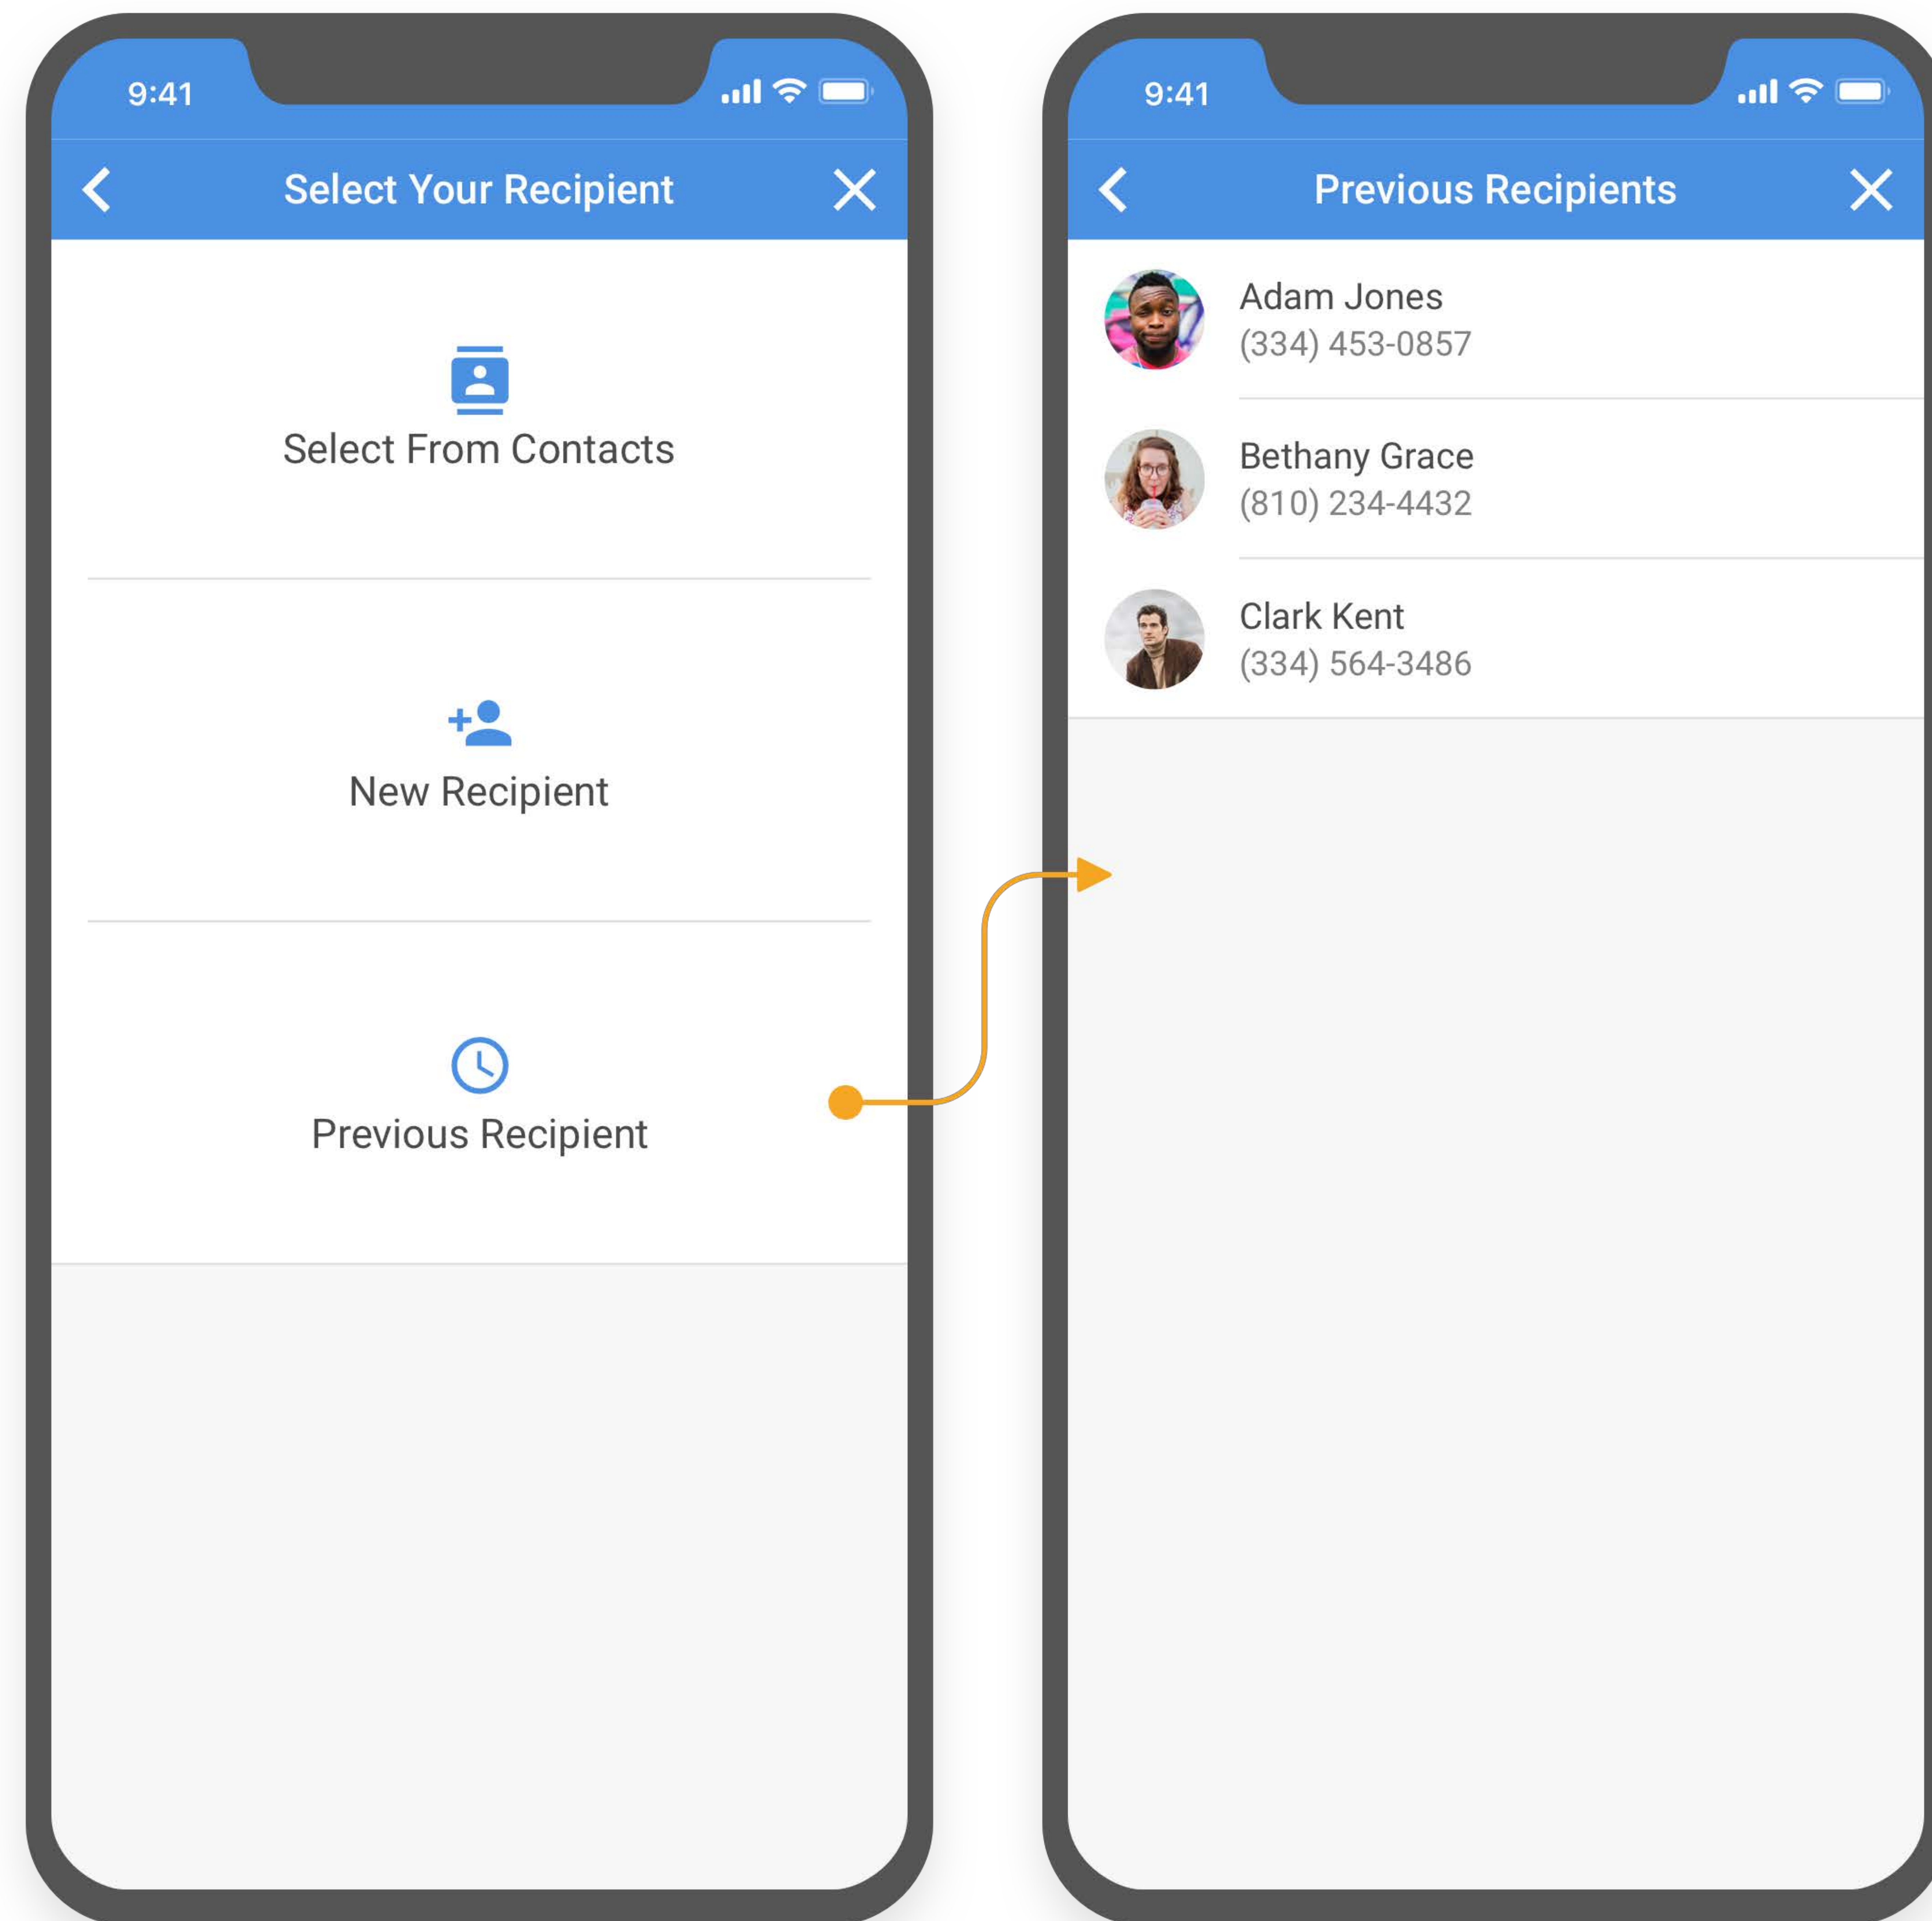 9:41
Select Your Recipient
Select From Contacts
New Recipient
Previous Recipient
9:41
Previous Recipients
Adam Jones
(334) 453-0857
Bethany Grace
(810) 234-4432
Clark Kent
(334) 564-3486